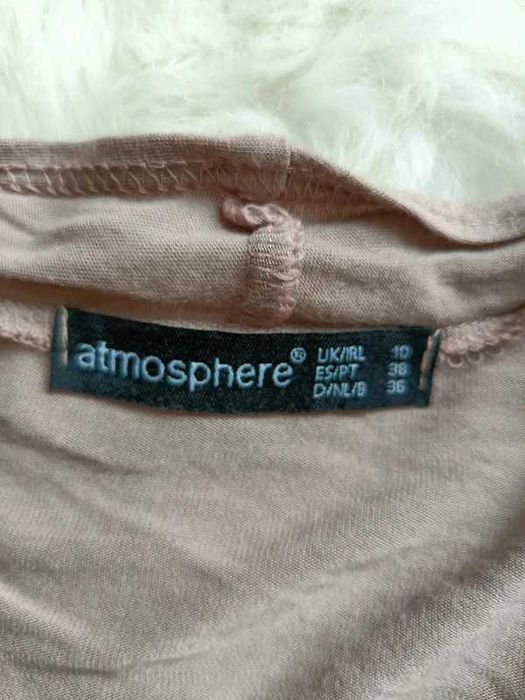 atmosphere®
UK/IRL 10
ES/PT 38
D/NL/B 36